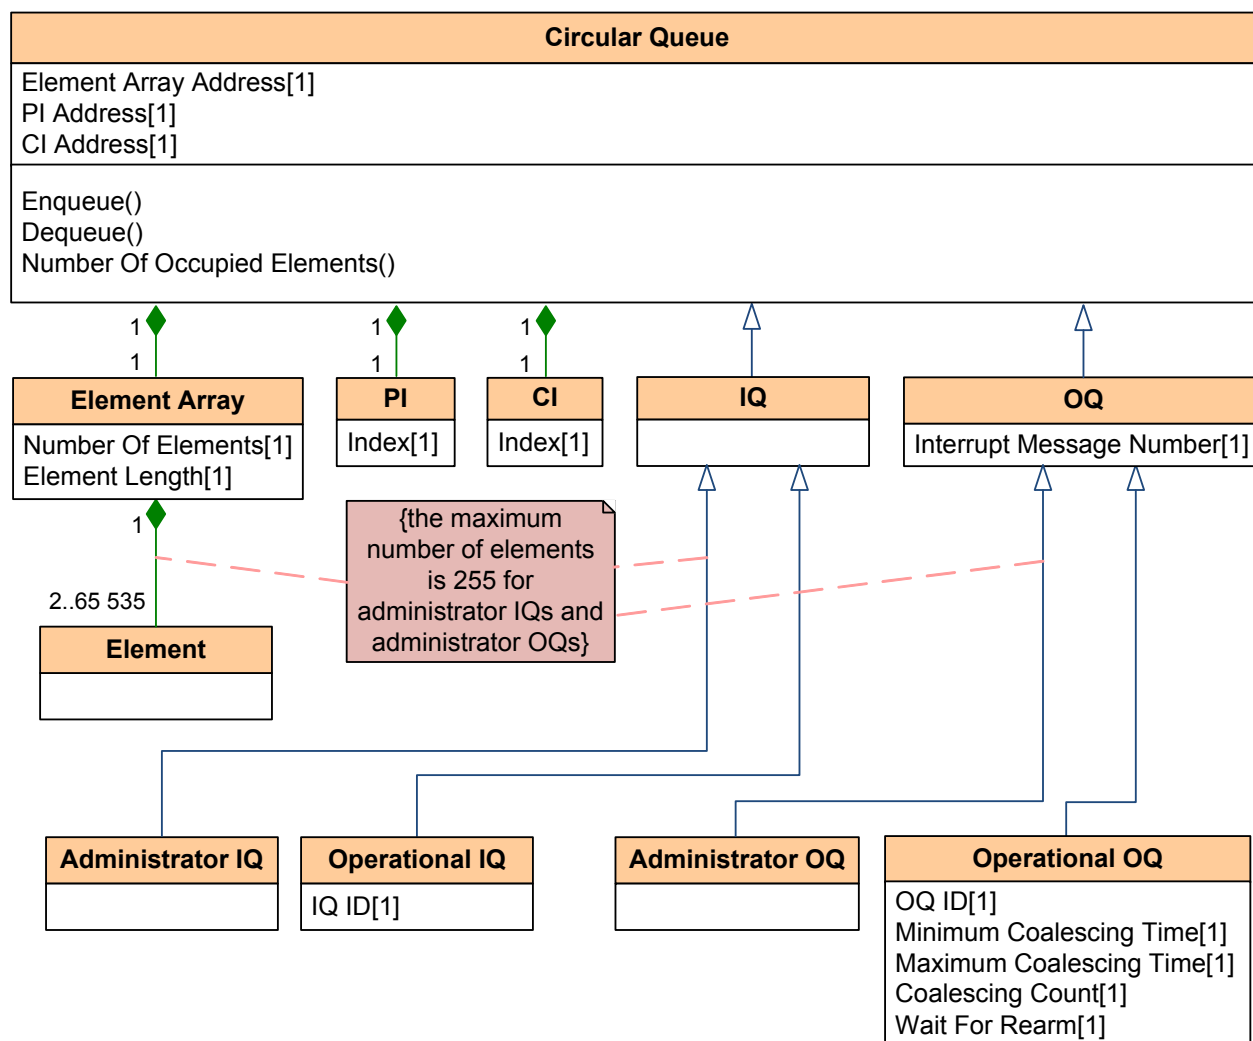 Circular Queue
Element Array Address[1]
PI Address[1]
CI Address[1]
Enqueue()
Dequeue()
Number Of Occupied Elements()
1
1
1
1
1
1
Element Array
Number Of Elements[1]
Element Length[1]
PI
Index[1]
CI
Index[1]
IQ
OQ
Interrupt Message Number[1]
1
2..65 535
{the maximum
number of elements
is 255 for
administrator IQs and
administrator OQs}
Element
Administrator IQ
Operational IQ
IQ ID[1]
Administrator OQ
Operational OQ
OQ ID[1]
Minimum Coalescing Time[1]
Maximum Coalescing Time[1]
Coalescing Count[1]
Wait For Rearm[1]